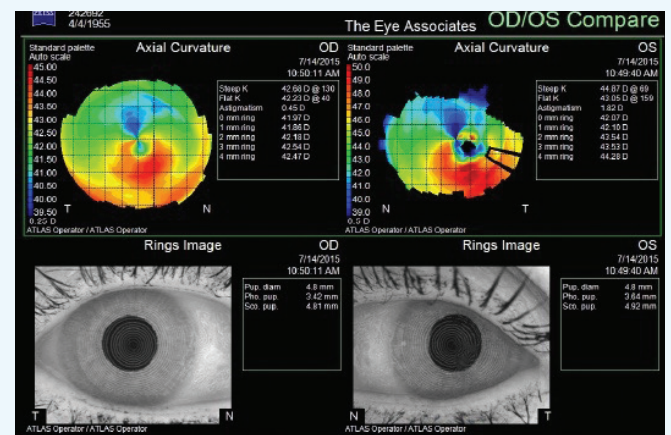 ZEISS
242692
4/4/1955
The Eye Associates OD/OS Compare
Standard palette
Auto scale
Axial Curvature
OD
7/14/2015
10:50:11 AM
45.00
44.50
44.00
43.50
43.00
42.50
42.00
41.50
41.00
40.50
40.00
39.50
0.25 D
Steep K 42.68 D @ 130
Flat K 42.23 D @ 40
Astigmatism 0.45 D
0 mm ring 41.97 D
1 mm ring 41.86 D
2 mm ring 42.18 D
3 mm ring 42.54 D
4 mm ring 42.47 D
T N
ATLAS Operator / ATLAS Operator
Standard palette
Auto scale
Axial Curvature
OS
7/14/2015
10:49:40 AM
50.0
49.0
48.0
47.0
46.0
45.0
44.0
43.0
42.0
41.0
40.0
39.0
0.5 D
Steep K 44.87 D @ 69
Flat K 43.05 D @ 159
Astigmatism 1.82 D
0 mm ring 42.07 D
1 mm ring 42.10 D
2 mm ring 42.54 D
3 mm ring 43.53 D
4 mm ring 44.28 D
N T
ATLAS Operator / ATLAS Operator
Rings Image
OD
7/14/2015
10:50:11 AM
Pup. diam 4.8 mm
Pho. pup. 3.42 mm
Sco. pup. 4.81 mm
T N
ATLAS Operator / ATLAS Operator
Rings Image
OS
7/14/2015
10:49:40 AM
Pup. diam 4.8 mm
Pho. pup. 3.64 mm
Sco. pup. 4.92 mm
N T
ATLAS Operator / ATLAS Operator